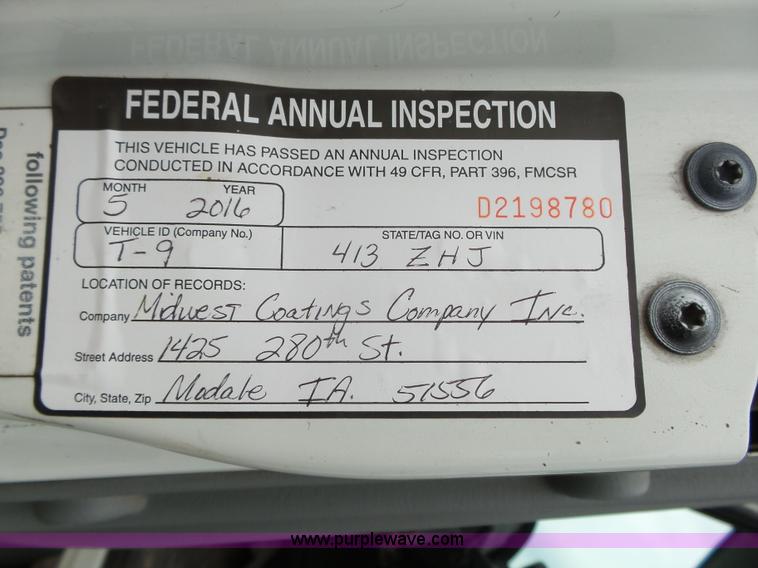 FEDERAL ANNUAL INSPECTION
THIS VEHICLE HAS PASSED AN ANNUAL INSPECTION
CONDUCTED IN ACCORDANCE WITH 49 CFR, PART 396, FMCSR
MONTH YEAR
5 2016 D2198780
VEHICLE ID (Company No.) STATE/TAG NO. OR VIN
T-9 413 ZHJ
LOCATION OF RECORDS:
Company Midwest Coatings Company Inc.
Street Address 1425 280th St.
City, State, Zip Modale IA. 51556
following patents
www.purplewave.com